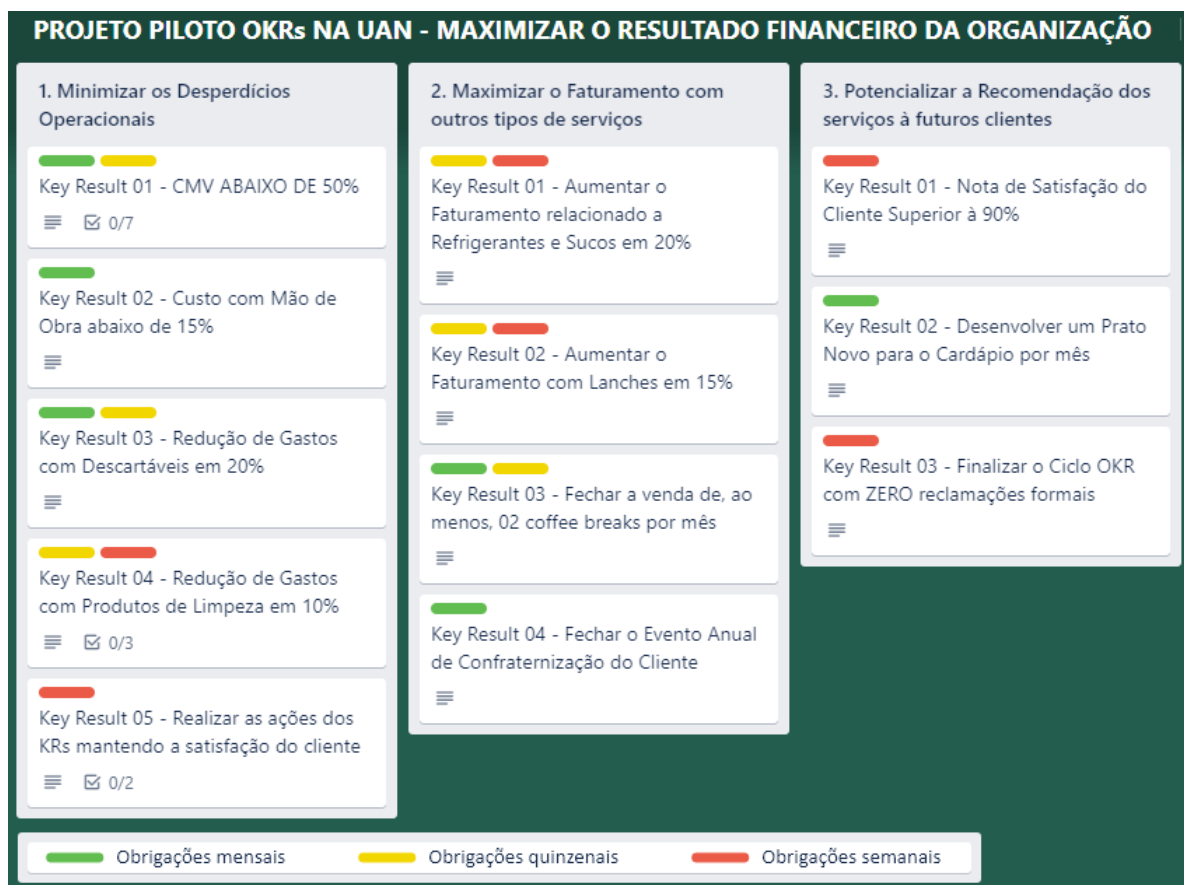 PROJETO PILOTO OKRs NA UAN - MAXIMIZAR O RESULTADO FINANCEIRO DA ORGANIZAÇÃO
1. Minimizar os Desperdícios
Operacionais
Key Result 01 - CMV ABAIXO DE 50%
0/7
Key Result 02 - Custo com Mão de
Obra abaixo de 15%
Key Result 03 - Redução de Gastos
com Descartáveis em 20%
Key Result 04 - Redução de Gastos
com Produtos de Limpeza em 10%
0/3
Key Result 05 - Realizar as ações dos
KRs mantendo a satisfação do cliente
0/2
2. Maximizar o Faturamento com
outros tipos de serviços
Key Result 01 - Aumentar o
Faturamento relacionado a
Refrigerantes e Sucos em 20%
Key Result 02 - Aumentar o
Faturamento com Lanches em 15%
Key Result 03 - Fechar a venda de, ao
menos, 02 coffee breaks por mês
Key Result 04 - Fechar o Evento Anual
de Confraternização do Cliente
3. Potencializar a Recomendação dos
serviços à futuros clientes
Key Result 01 - Nota de Satisfação do
Cliente Superior à 90%
Key Result 02 - Desenvolver um Prato
Novo para o Cardápio por mês
Key Result 03 - Finalizar o Ciclo OKR
com ZERO reclamações formais
Obrigações mensais
Obrigações quinzenais
Obrigações semanais